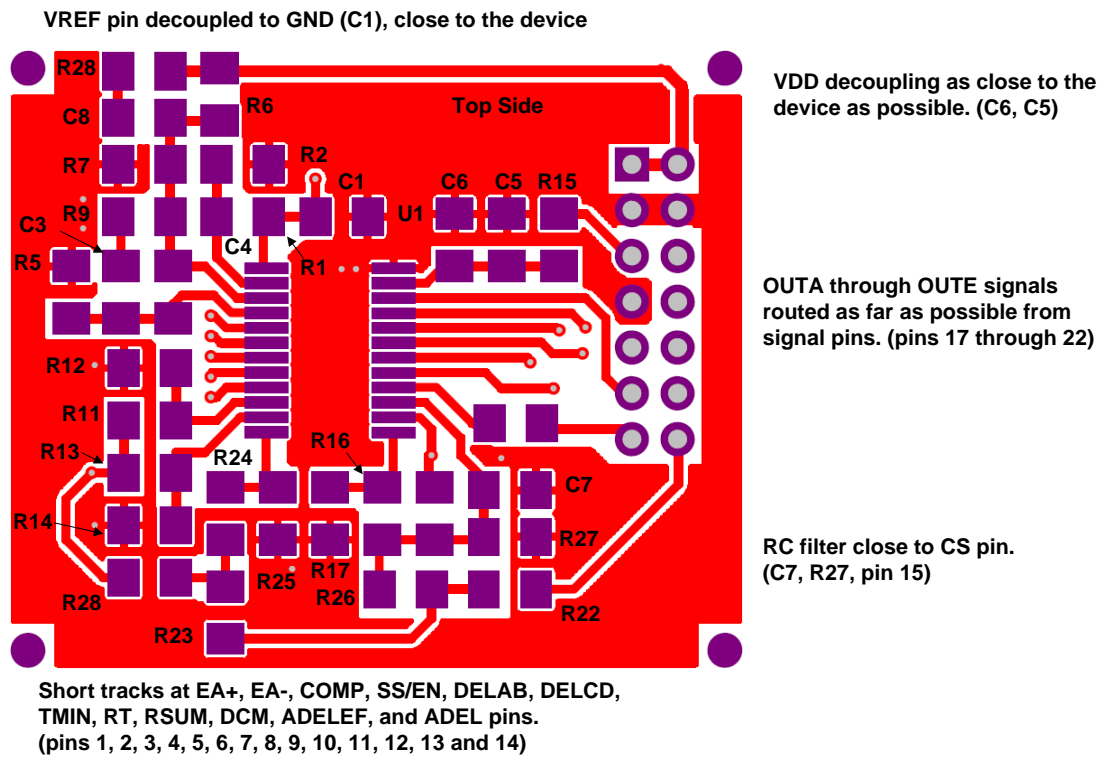 VREF pin decoupled to GND (C1), close to the device
R28
C8
R6
Top Side
VDD decoupling as close to the
device as possible. (C6, C5)
R7
R2
C1
C6
C5
R15
R9
U1
C3
C4
R5
R1
OUTA through OUTE signals
routed as far as possible from
signal pins. (pins 17 through 22)
R12
R11
R13
R24
R16
C7
R14
R27
R25
R17
R26
R28
R22
R23
RC filter close to CS pin.
(C7, R27, pin 15)
Short tracks at EA+, EA-, COMP, SS/EN, DELAB, DELCD,
TMIN, RT, RSUM, DCM, ADELEF, and ADEL pins.
(pins 1, 2, 3, 4, 5, 6, 7, 8, 9, 10, 11, 12, 13 and 14)